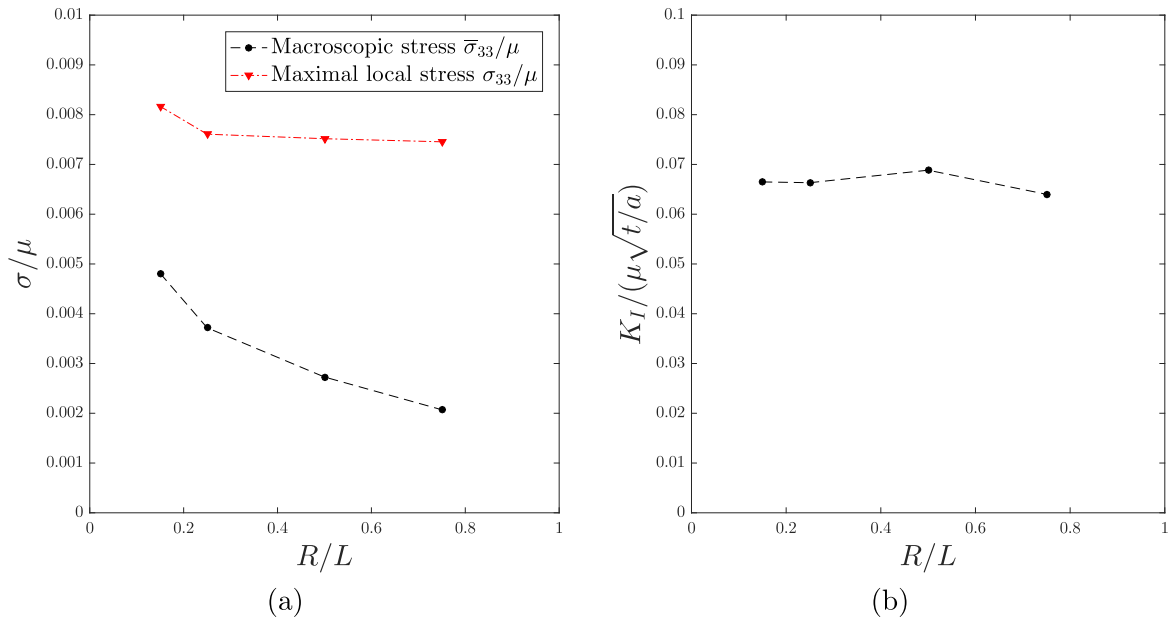 0.01
0.009
0.008
0.007
0.006
0.005
0.004
0.003
0.002
0.001
0
σ/μ
Macroscopic stress σ̅₃₃/μ
Maximal local stress σ₃₃/μ
0 0.2 0.4 0.6 0.8 1
R/L
(a)
0.1
0.09
0.08
0.07
0.06
0.05
0.04
0.03
0.02
0.01
0
K_I/(μ√t/a)
0 0.2 0.4 0.6 0.8 1
R/L
(b)